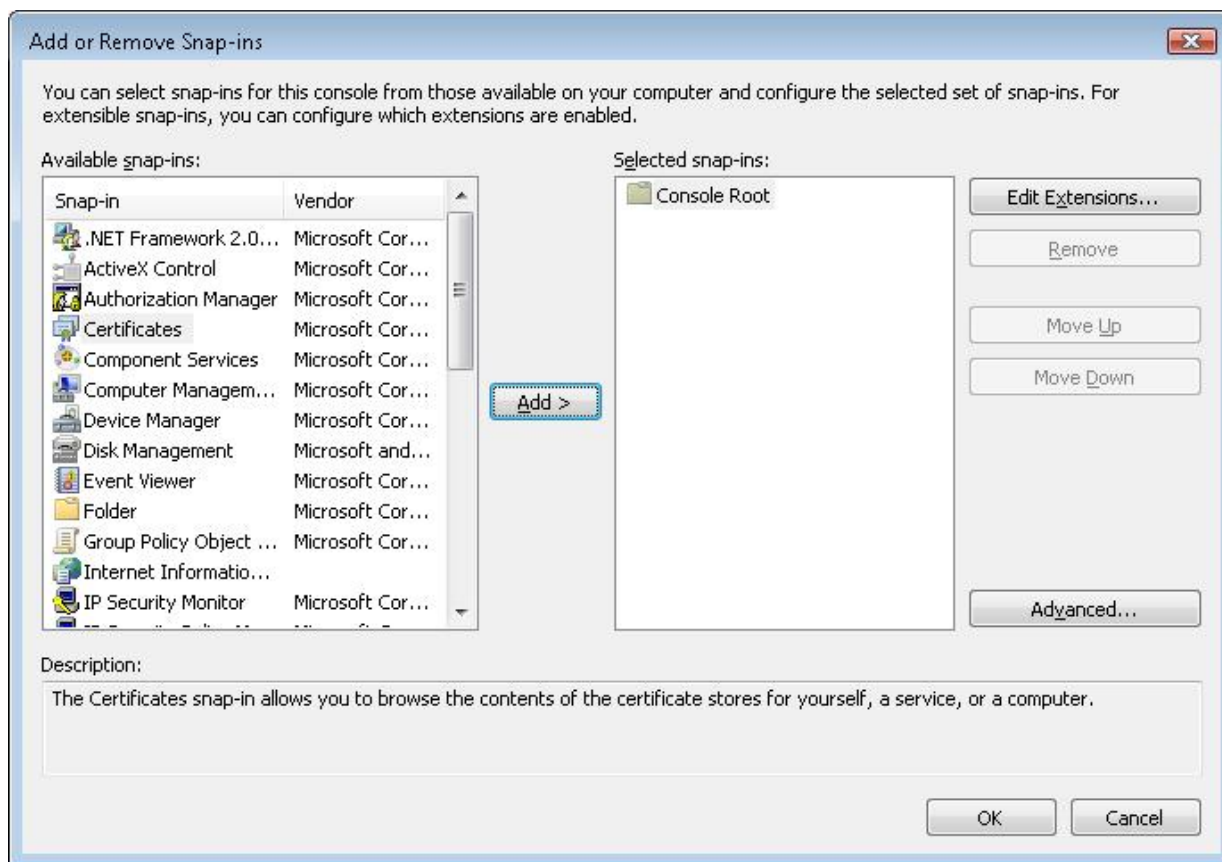 Add or Remove Snap-ins
You can select snap-ins for this console from those available on your computer and configure the selected set of snap-ins. For
extensible snap-ins, you can configure which extensions are enabled.
Available snap-ins:
Snap-in Vendor
.NET Framework 2.0... Microsoft Cor...
ActiveX Control Microsoft Cor...
Authorization Manager Microsoft Cor...
Certificates Microsoft Cor...
Component Services Microsoft Cor...
Computer Managem... Microsoft Cor...
Device Manager Microsoft Cor...
Disk Management Microsoft and...
Event Viewer Microsoft Cor...
Folder Microsoft Cor...
Group Policy Object ... Microsoft Cor...
Internet Informatio...
IP Security Monitor Microsoft Cor...
Add >
Selected snap-ins:
Console Root
Edit Extensions...
Remove
Move Up
Move Down
Advanced...
Description:
The Certificates snap-in allows you to browse the contents of the certificate stores for yourself, a service, or a computer.
OK Cancel